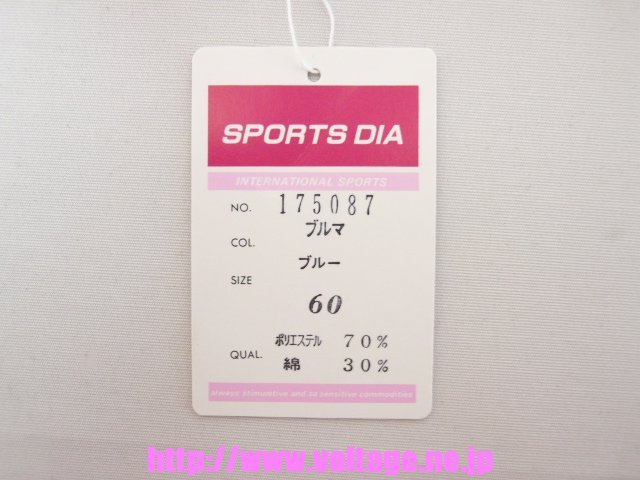 SPORTS DIA
INTERNATIONAL SPORTS
NO. 175087
ブルマ
COL.
ブルー
SIZE
60
ポリエステル 70%
QUAL.
綿 30%
always stimurative and so sensitive commodities
http://www.voltage.ne.jp